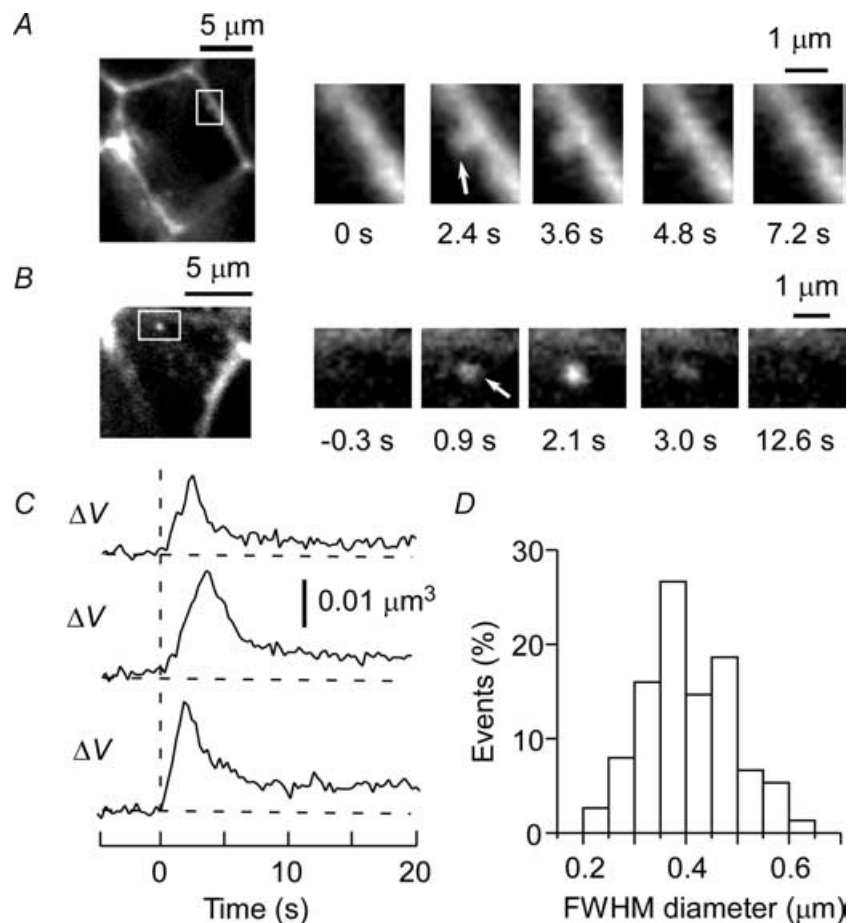 A
5 μm
1 μm
0 s 2.4 s 3.6 s 4.8 s 7.2 s
B
5 μm
1 μm
-0.3 s 0.9 s 2.1 s 3.0 s 12.6 s
C
ΔV
ΔV
0.01 μm³
ΔV
0 10 20
Time (s)
D
30
20
10
0
Events (%)
0.2 0.4 0.6
FWHM diameter (μm)